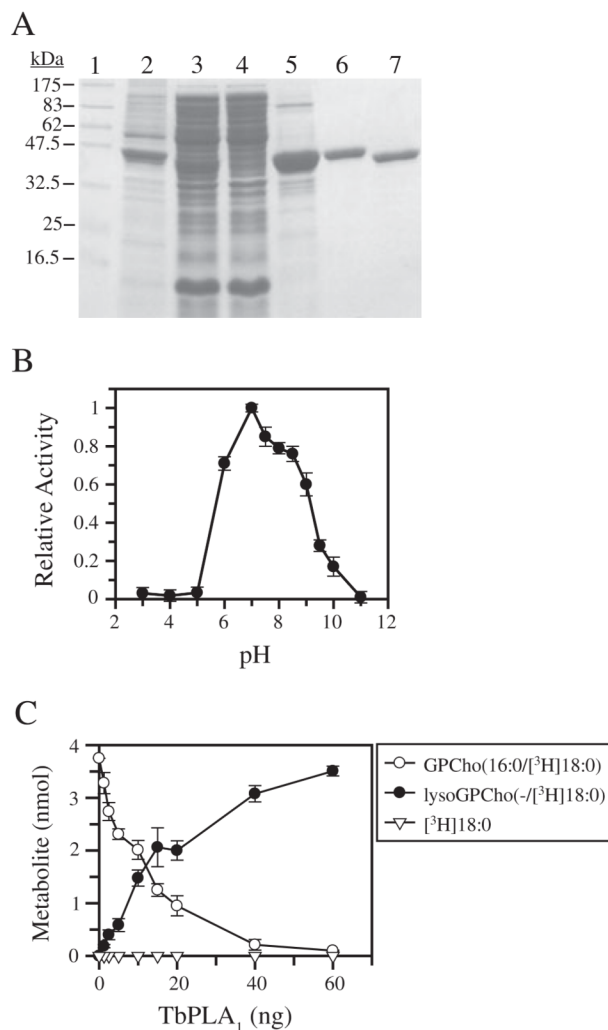 A
kDa 1 2 3 4 5 6 7
175
83
62
47.5
32.5
25
16.5
B
1
0.8
0.6
0.4
0.2
0
2 4 6 8 10 12
Relative Activity
pH
C
4
3
2
1
0
0 20 40 60
Metabolite (nmol)
TbPLA₁ (ng)
GPCho(16:0/[³H]18:0)
lysoGPCho(-/[³H]18:0)
[³H]18:0